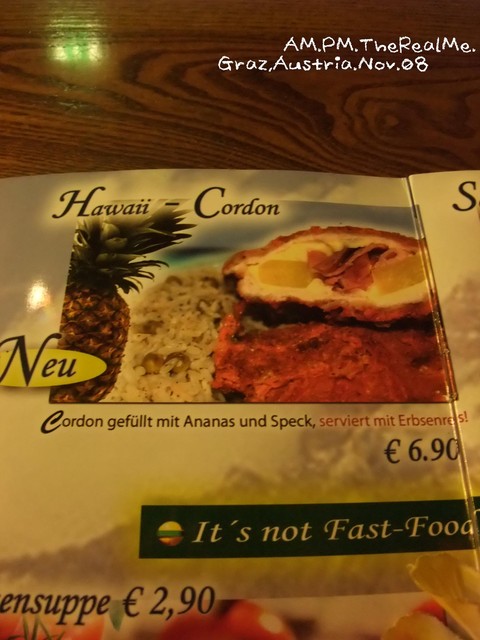 AM.PM.TheRealMe.
Graz,Austria.Nov.08
Hawaii - Cordon
Neu
Cordon gefüllt mit Ananas und Speck, serviert mit Erbsenreis!
€ 6.90
It´s not Fast-Food
ensuppe € 2,90